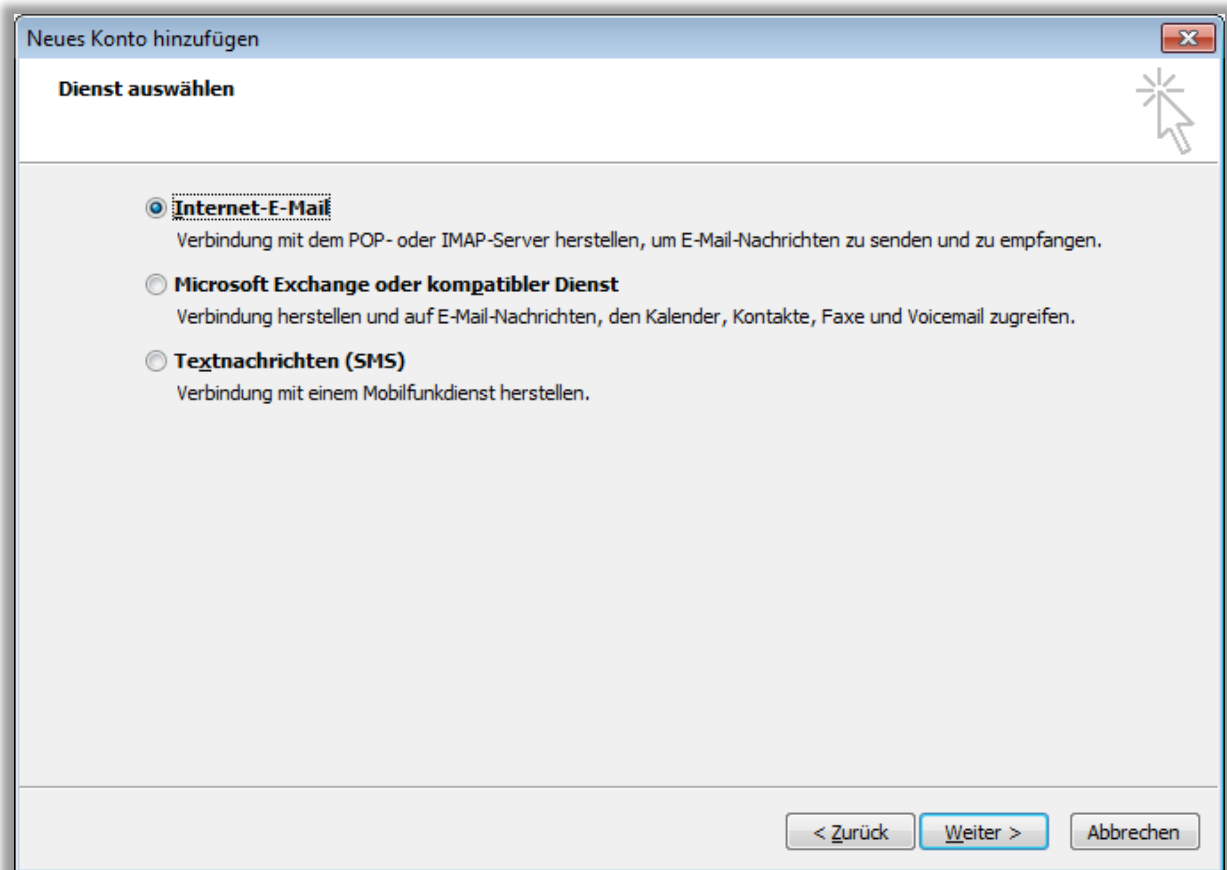 Neues Konto hinzufügen
Dienst auswählen
Internet-E-Mail
Verbindung mit dem POP- oder IMAP-Server herstellen, um E-Mail-Nachrichten zu senden und zu empfangen.
Microsoft Exchange oder kompatibler Dienst
Verbindung herstellen und auf E-Mail-Nachrichten, den Kalender, Kontakte, Faxe und Voicemail zugreifen.
Textnachrichten (SMS)
Verbindung mit einem Mobilfunkdienst herstellen.
< Zurück Weiter > Abbrechen